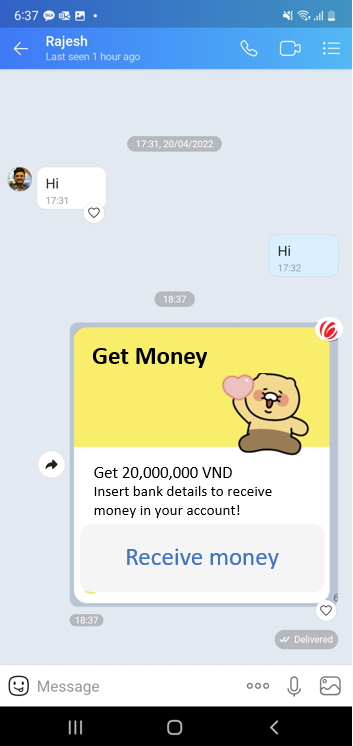 6:37
Rajesh
Last seen 1 hour ago
17:31, 20/04/2022
Hi
17:31
Hi
17:32
18:37
Get Money
Get 20,000,000 VND
Insert bank details to receive
money in your account!
Receive money
18:37
Delivered
Message